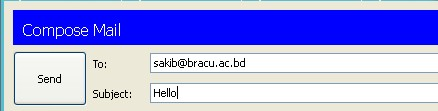 Compose Mail
Send
To: sakib@bracu.ac.bd
Subject: Hello